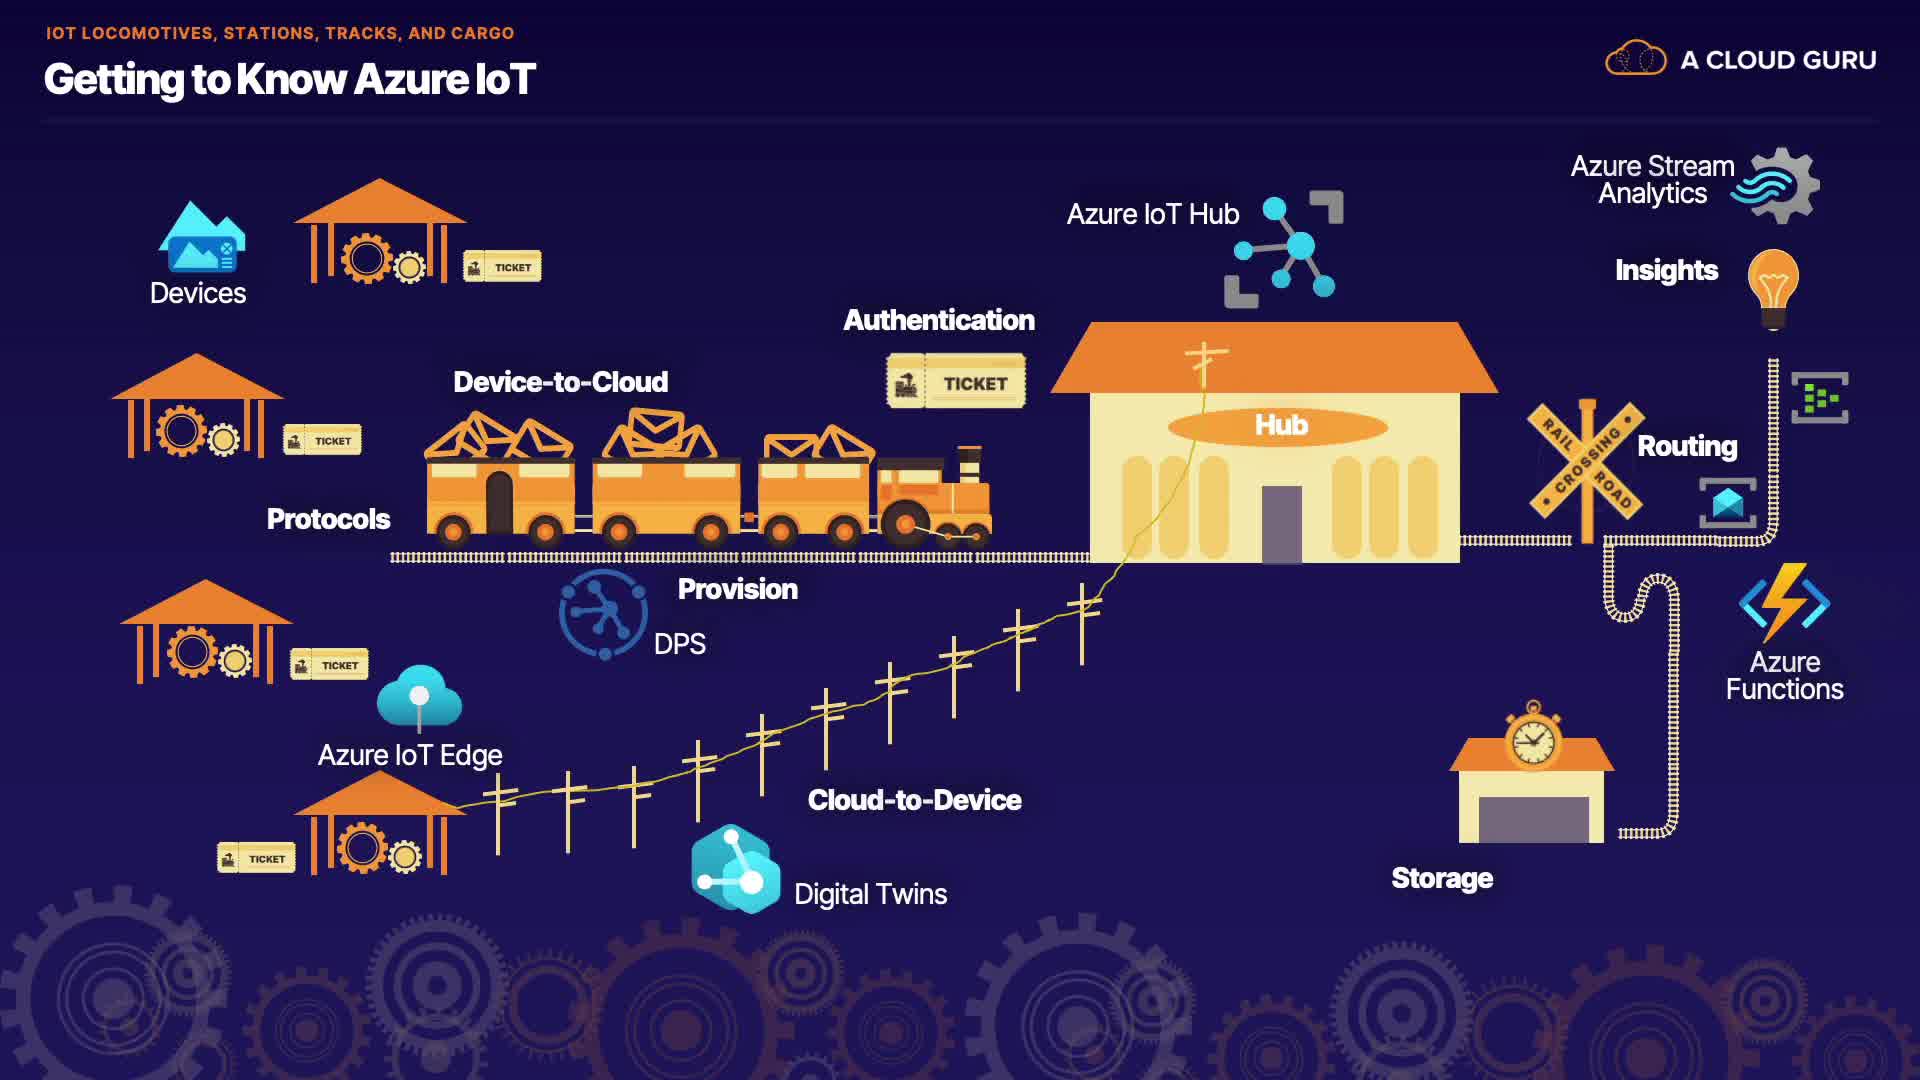 IOT LOCOMOTIVES, STATIONS, TRACKS, AND CARGO
Getting to Know Azure IoT
A CLOUD GURU
Azure Stream
Analytics
Azure IoT Hub
Insights
TICKET
Devices
Authentication
Device-to-Cloud
TICKET
TICKET
Hub
RAIL
CROSSING
ROAD
Routing
Protocols
Provision
DPS
TICKET
Azure
Functions
Azure IoT Edge
Cloud-to-Device
TICKET
Storage
Digital Twins